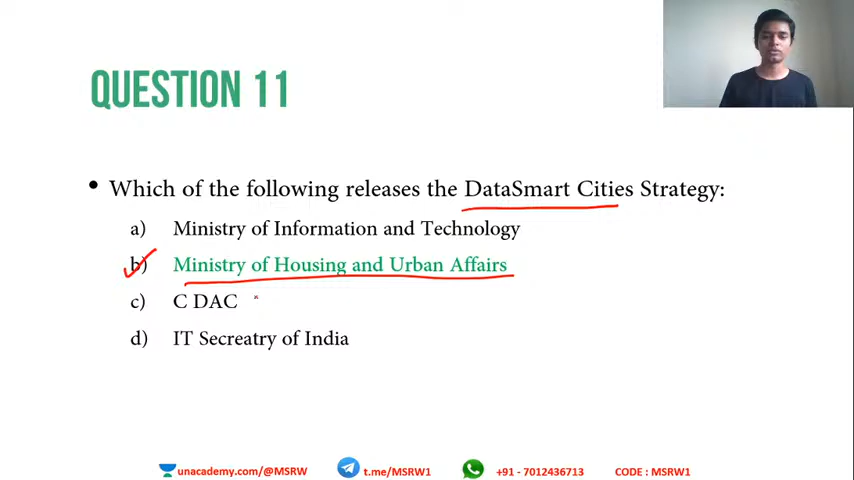 QUESTION 11
• Which of the following releases the DataSmart Cities Strategy:
a) Ministry of Information and Technology
b) Ministry of Housing and Urban Affairs
c) C DAC
d) IT Secreatry of India
unacademy.com/@MSRW t.me/MSRW1 +91 - 7012436713 CODE : MSRW1